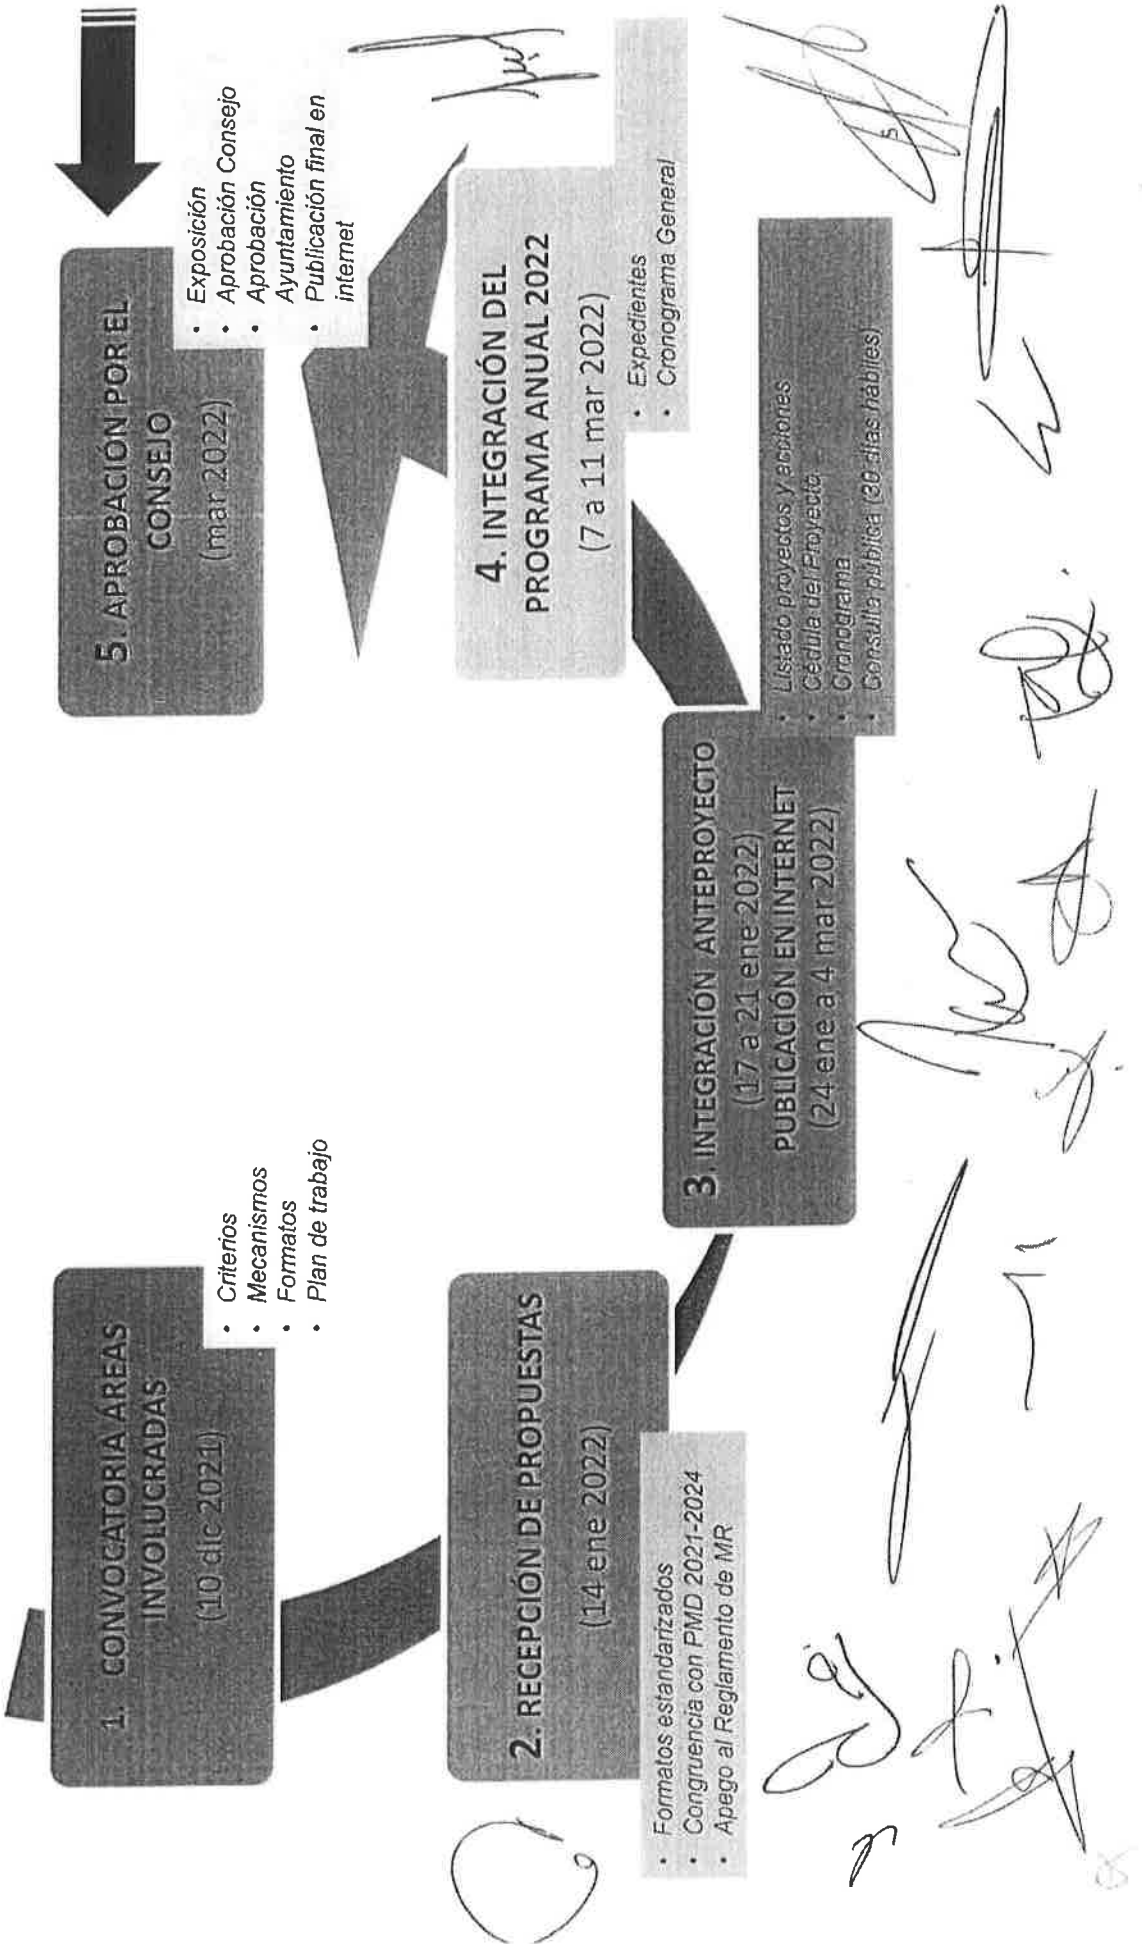 1. CONVOCATORIA AREAS
INVOLUCRADAS
(10 dic 2021)
• Criterios
• Mecanismos
• Formatos
• Plan de trabajo
2. RECEPCIÓN DE PROPUESTAS
(14 ene 2022)
• Formatos estandarizados
• Congruencia con PMD 2021-2024
• Apego al Reglamento de MR
3. INTEGRACIÓN ANTEPROYECTO
(17 a 21 ene 2022)
PUBLICACIÓN EN INTERNET
(24 ene a 4 mar 2022)
• Listado proyectos y acciones
• Cédula del Proyecto
• Cronograma
• Consulta pública (30 días hábiles)
4. INTEGRACIÓN DEL
PROGRAMA ANUAL 2022
(7 a 11 mar 2022)
• Expedientes
• Cronograma General
5. APROBACION POR EL
CONSEJO
(mar 2022)
• Exposición
• Aprobación Consejo
• Aprobación
Ayuntamiento
• Publicación final en
internet